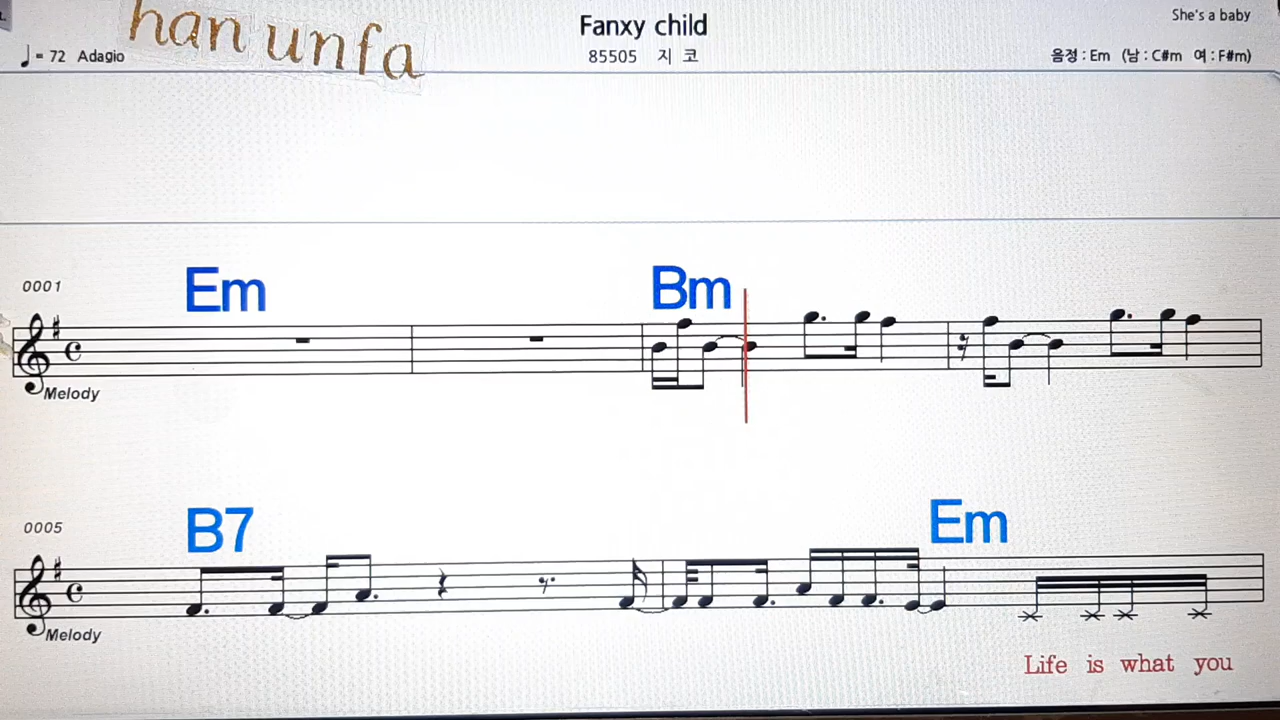 han unfa
Fanxy child
She's a baby
♩= 72 Adagio
85505 지 코
음정 : Em (남 : C#m 여 : F#m)
0001
Em
Bm
Melody
0005
B7
Em
Melody
Life is what you